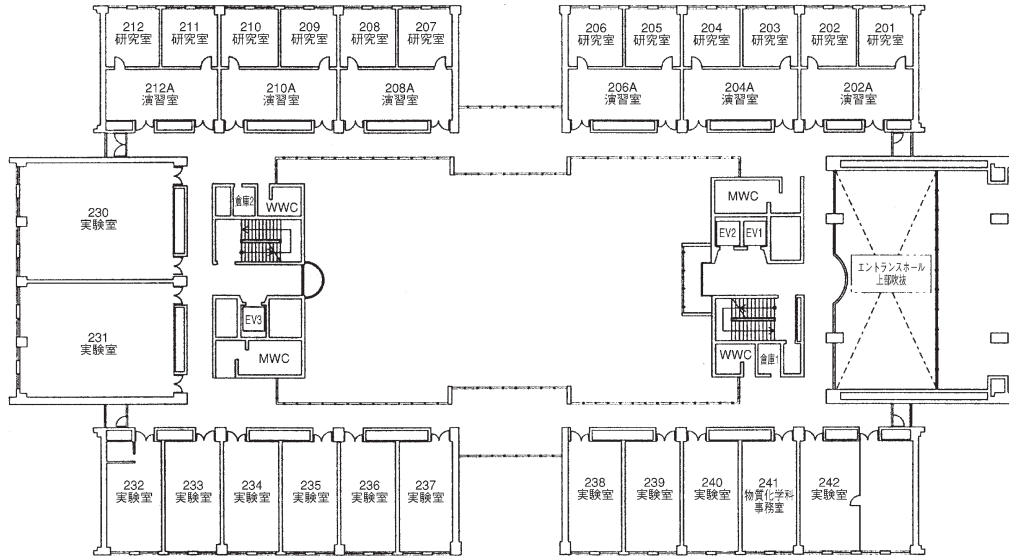 212
研究室
211
研究室
210
研究室
209
研究室
208
研究室
207
研究室
206
研究室
205
研究室
204
研究室
203
研究室
202
研究室
201
研究室
212A
演習室
210A
演習室
208A
演習室
206A
演習室
204A
演習室
202A
演習室
230
実験室
倉庫2
WWC
MWC
EV2
EV1
エントランスホール
上部吹抜
231
実験室
EV3
MWC
WWC
倉庫1
232
実験室
233
実験室
234
実験室
235
実験室
236
実験室
237
実験室
238
実験室
239
実験室
240
実験室
241
物質化学科
事務室
242
実験室